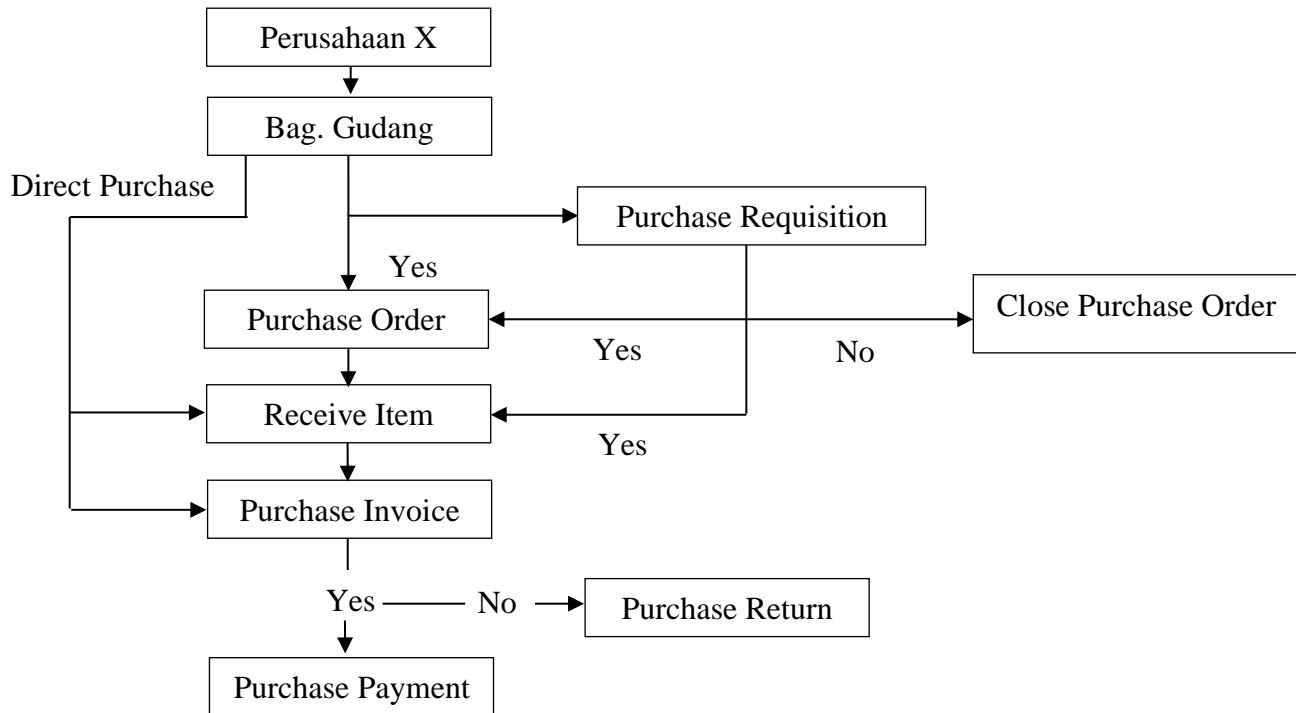 Perusahaan X
Bag. Gudang
Direct Purchase
Purchase Requisition
Yes
Purchase Order
Close Purchase Order
Yes
No
Receive Item
Yes
Purchase Invoice
Yes
No
Purchase Return
Purchase Payment